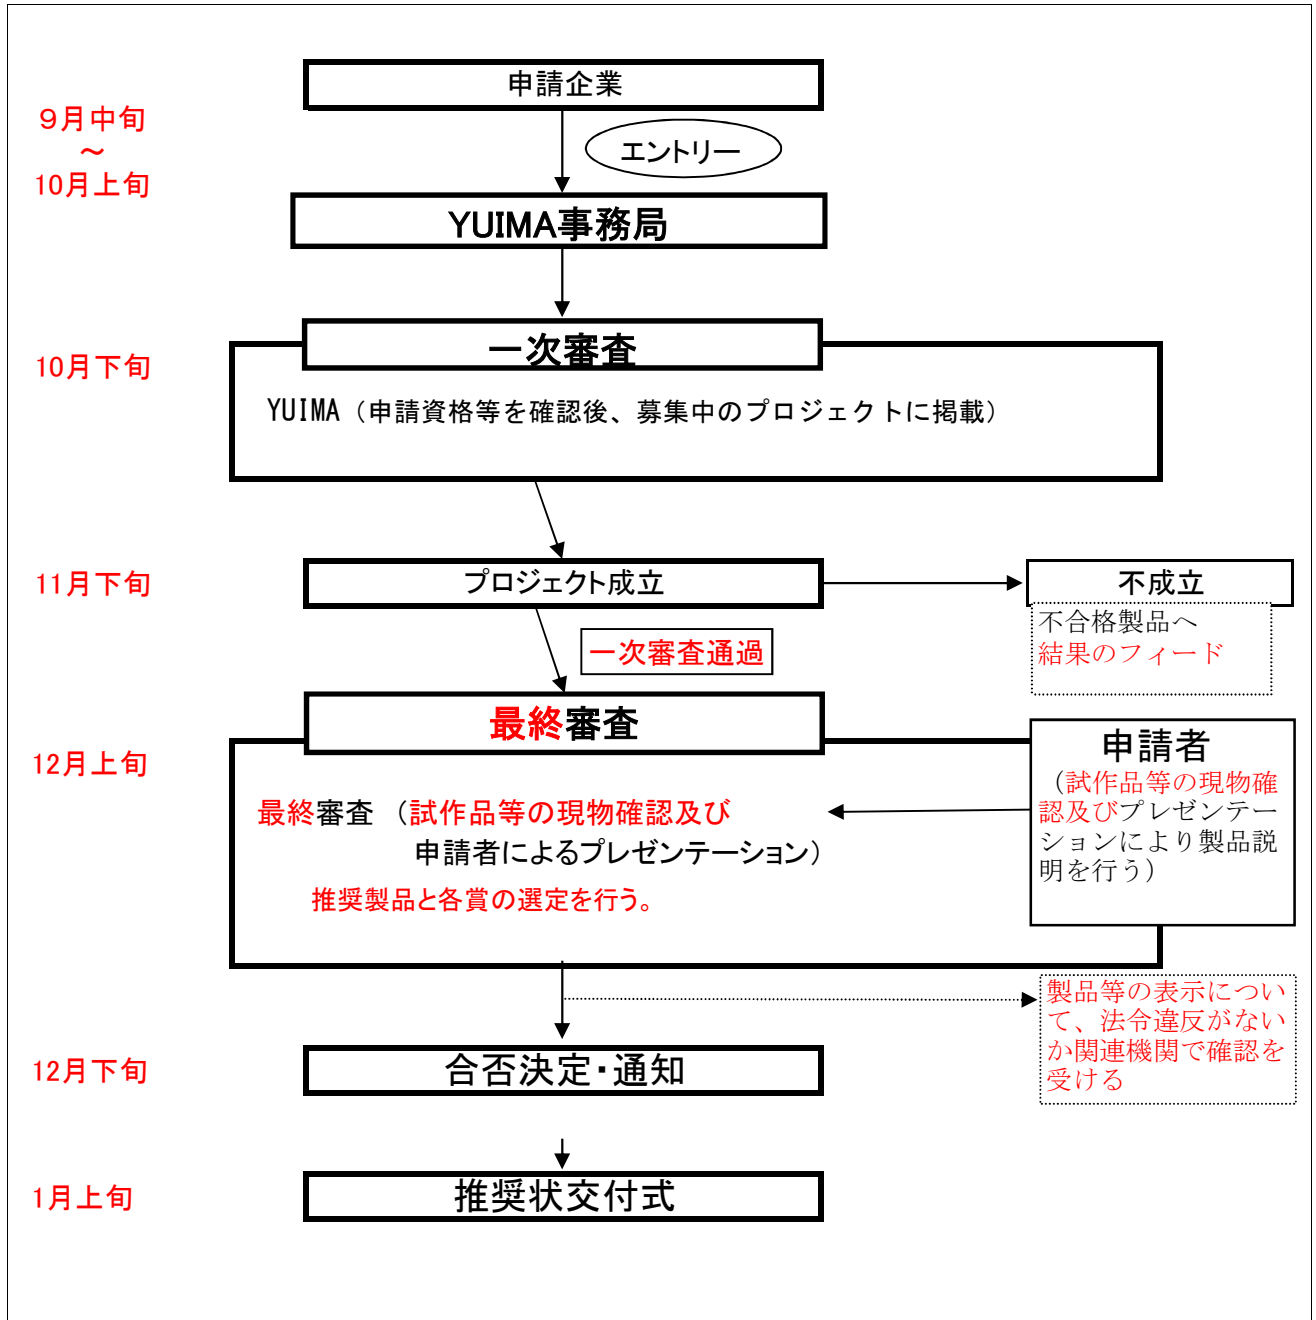 申請企業
９月中旬
～
10月上旬
エントリー
YUIMA事務局
一次審査
10月下旬
YUIMA（申請資格等を確認後、募集中のプロジェクトに掲載）
11月下旬
プロジェクト成立
不成立
不合格製品へ
結果のフィード
一次審査通過
最終審査
12月上旬
申請者
（試作品等の現物確
認及びプレゼンテー
ションにより製品説
明を行う）
最終審査　（試作品等の現物確認及び
申請者によるプレゼンテーション）
推奨製品と各賞の選定を行う。
製品等の表示につい
て、法令違反がない
か関連機関で確認を
受ける
12月下旬
合否決定・通知
1月上旬
推奨状交付式